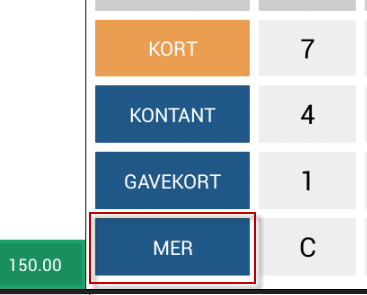 KORT 7
KONTANT 4
GAVEKORT 1
MER C
150.00